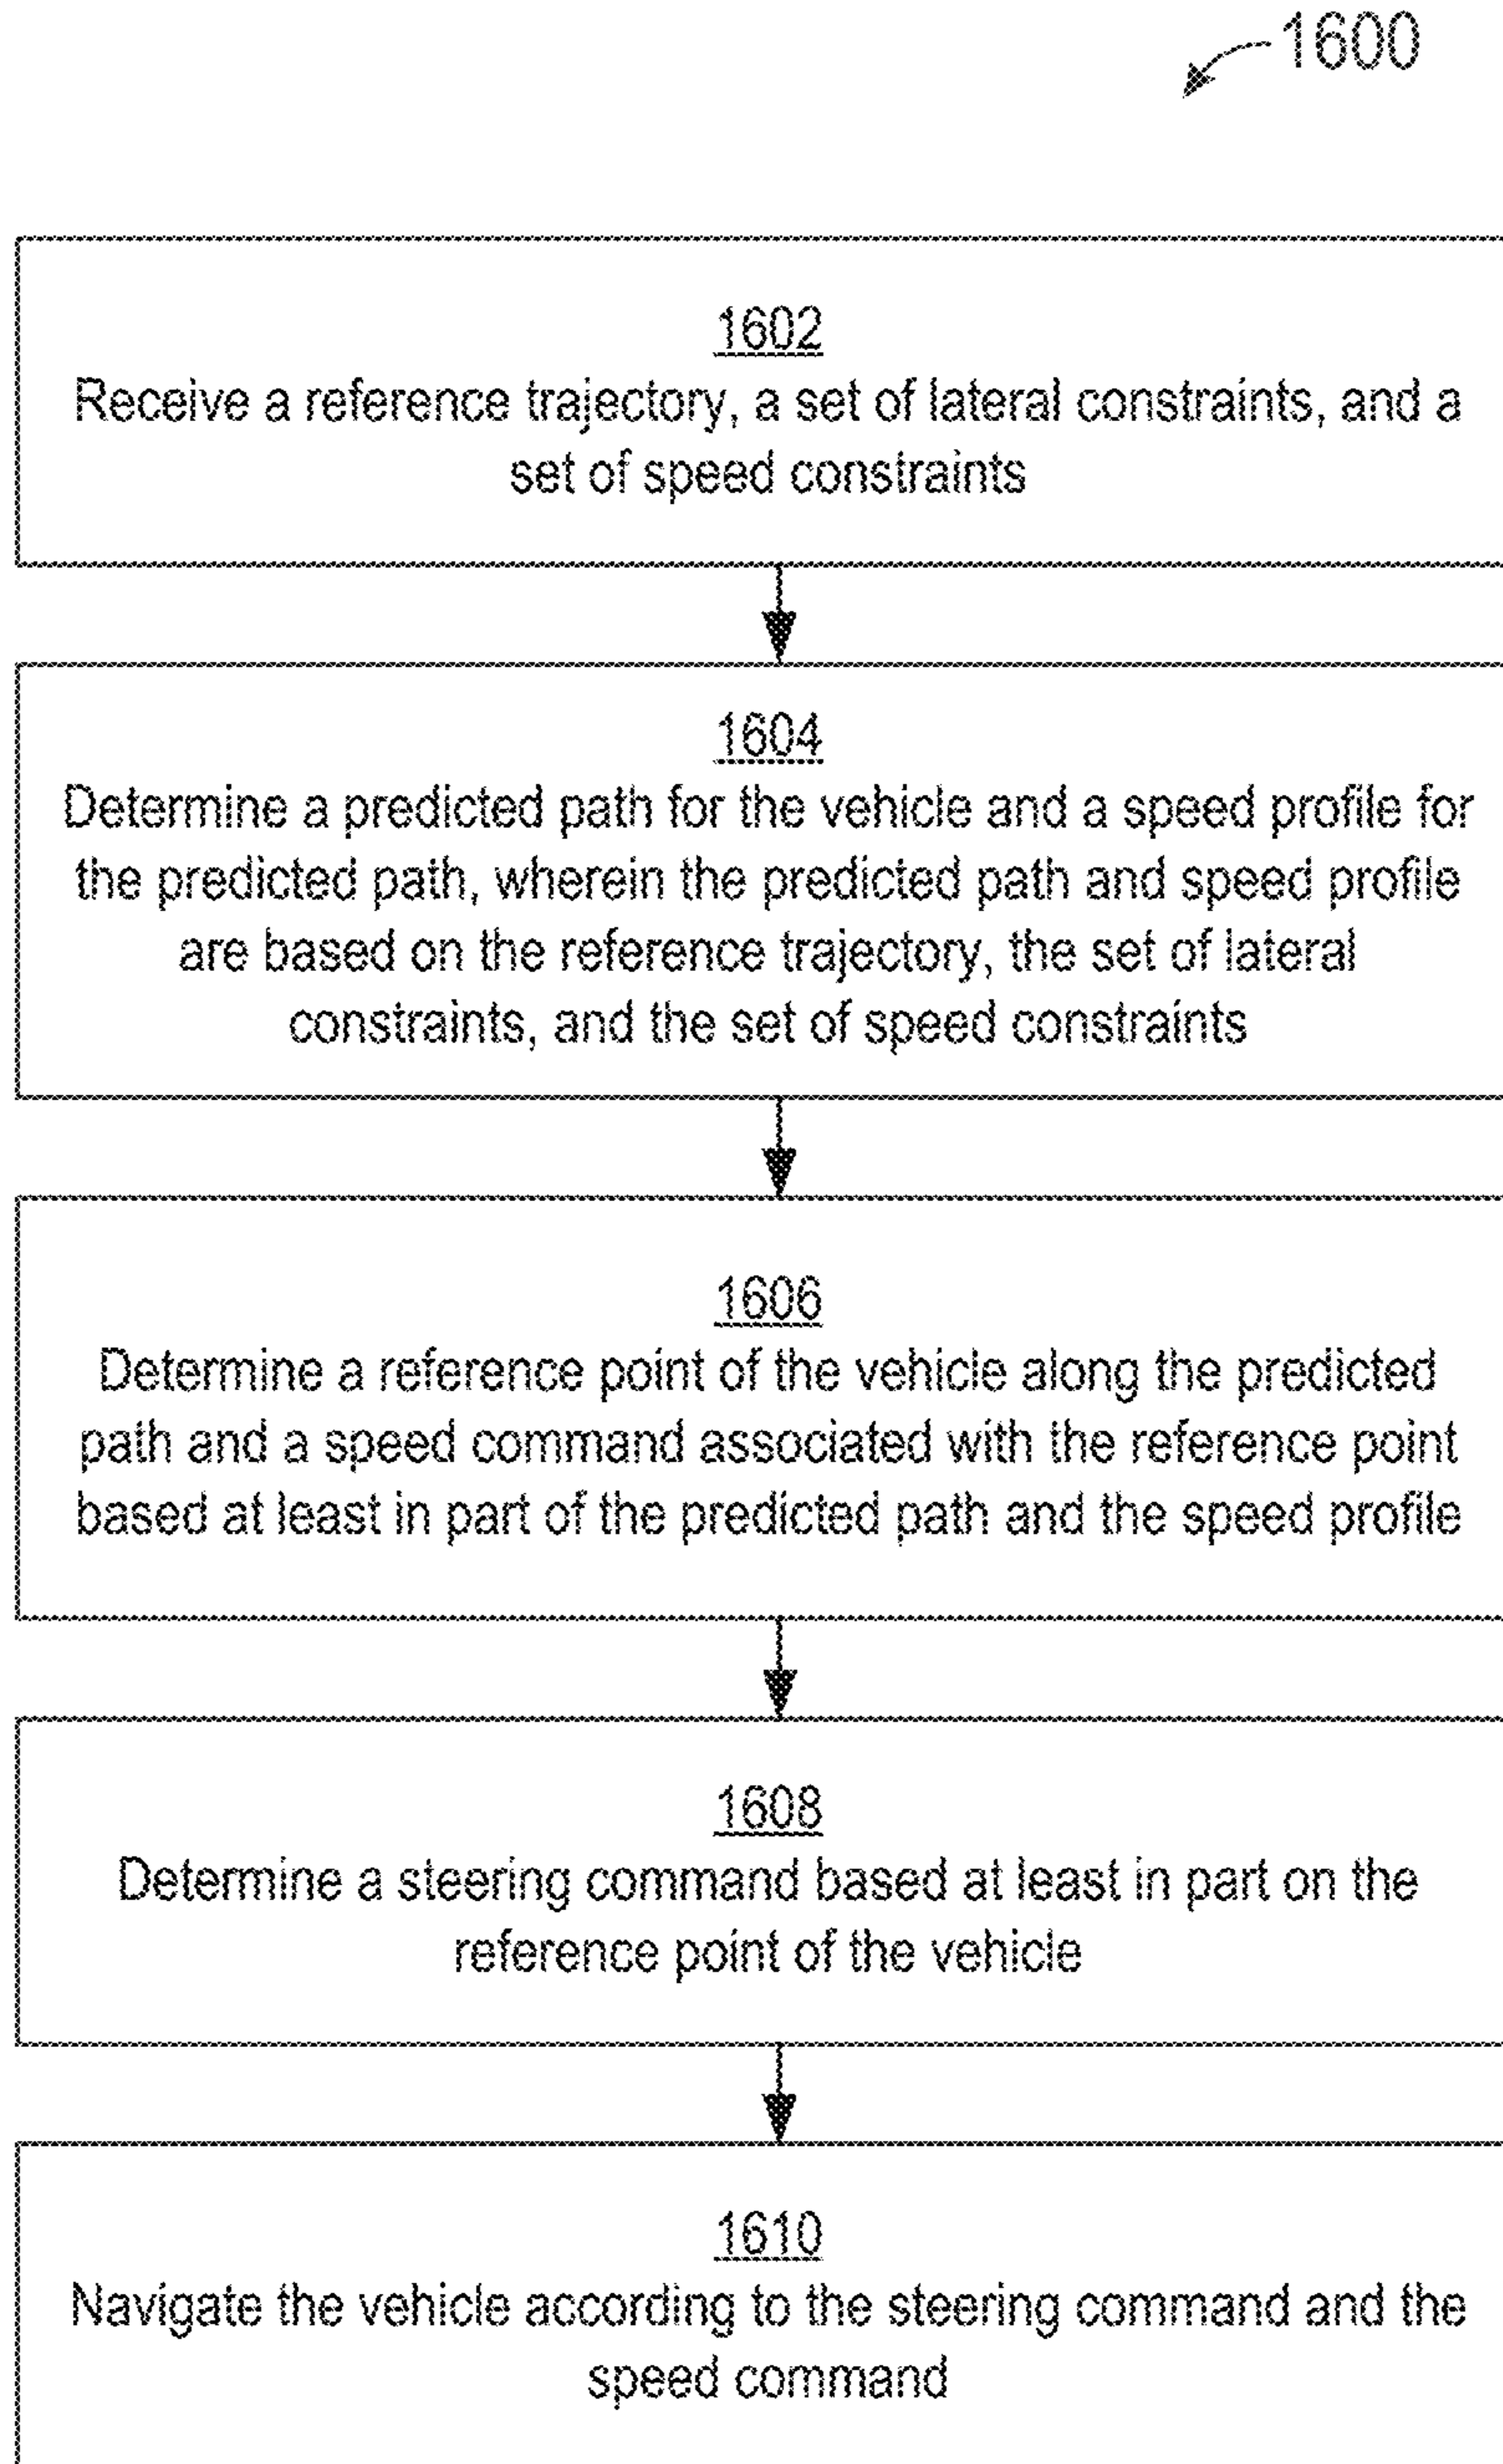 1600
1602
Receive a reference trajectory, a set of lateral constraints, and a
set of speed constraints
1604
Determine a predicted path for the vehicle and a speed profile for
the predicted path, wherein the predicted path and speed profile
are based on the reference trajectory, the set of lateral
constraints, and the set of speed constraints
1606
Determine a reference point of the vehicle along the predicted
path and a speed command associated with the reference point
based at least in part of the predicted path and the speed profile
1608
Determine a steering command based at least in part on the
reference point of the vehicle
1610
Navigate the vehicle according to the steering command and the
speed command